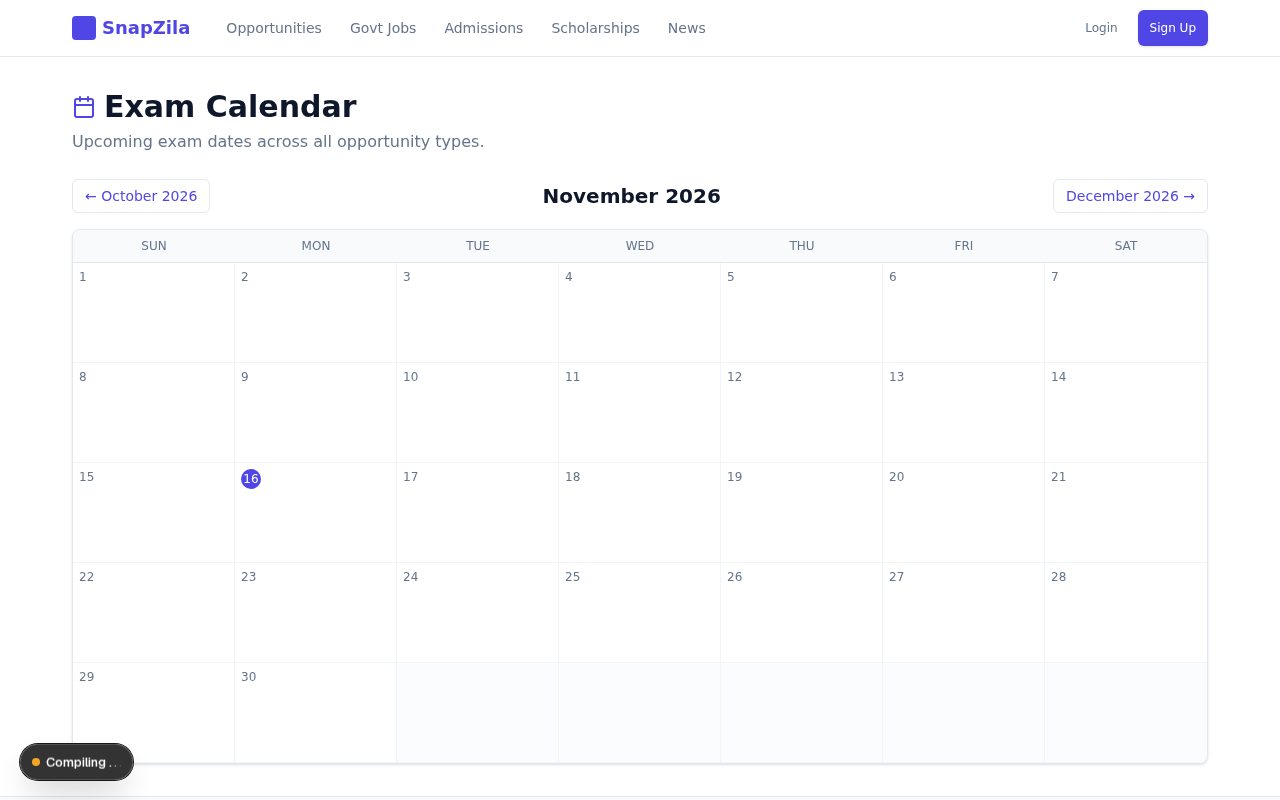 SnapZila Opportunities Govt Jobs Admissions Scholarships News Login Sign Up
Exam Calendar
Upcoming exam dates across all opportunity types.
← October 2026 November 2026 December 2026 →
SUN MON TUE WED THU FRI SAT
1 2 3 4 5 6 7
8 9 10 11 12 13 14
15 16 17 18 19 20 21
22 23 24 25 26 27 28
29 30
Compiling...